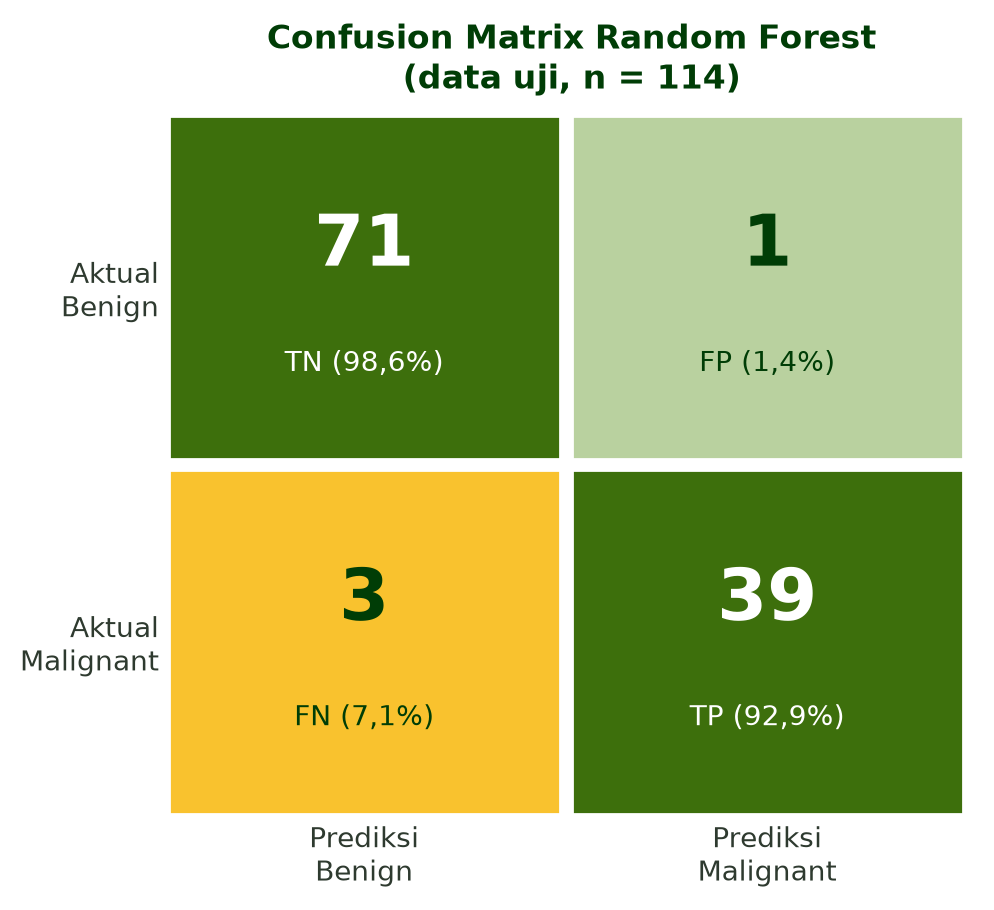 Confusion Matrix Random Forest
(data uji, n = 114)
Aktual
Benign
71
TN (98,6%)
1
FP (1,4%)
Aktual
Malignant
3
FN (7,1%)
39
TP (92,9%)
Prediksi
Benign
Prediksi
Malignant